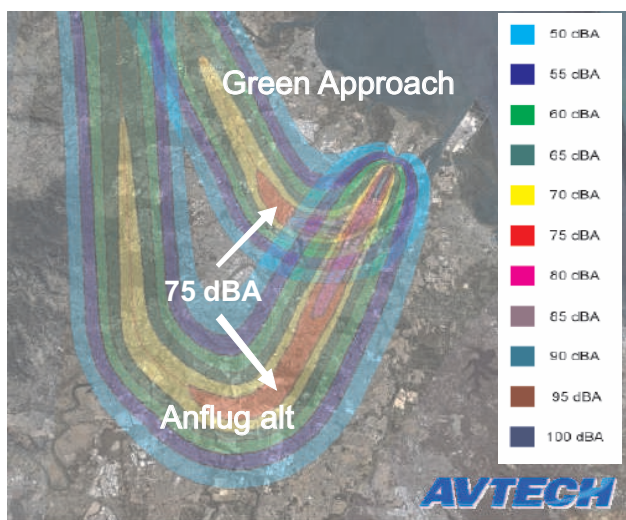 Green Approach
75 dBA
Anflug alt
50 dBA
55 dBA
60 dBA
65 dBA
70 dBA
75 dBA
80 dBA
85 dBA
90 dBA
95 dBA
100 dBA
AVTECH